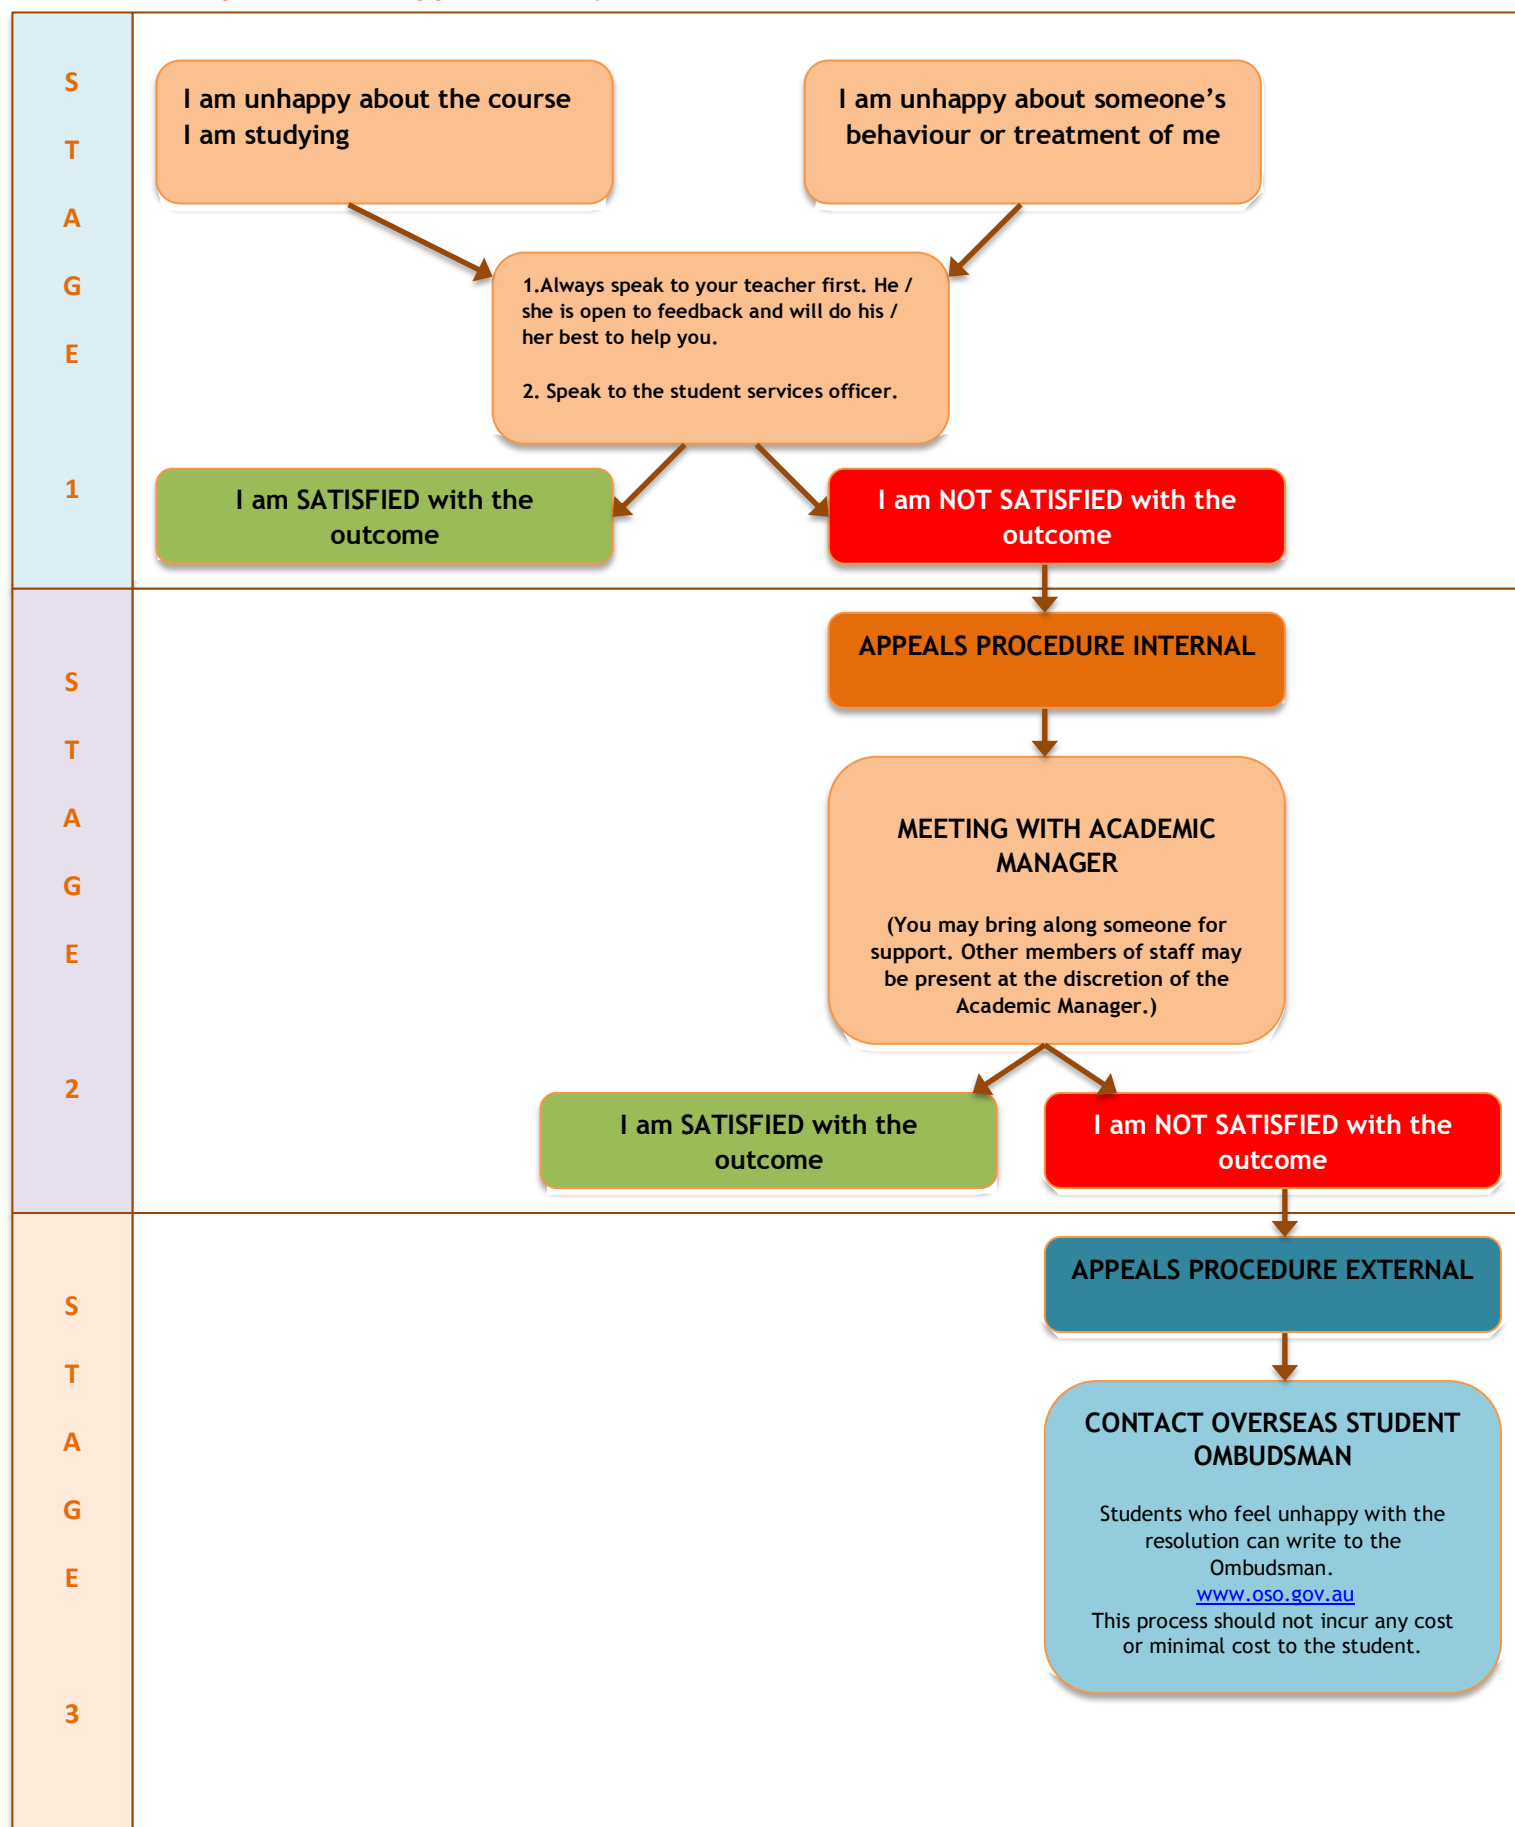 S
T
A
G
E
1
I am unhappy about the course
I am studying
I am unhappy about someone’s
behaviour or treatment of me
1.Always speak to your teacher first. He /
she is open to feedback and will do his /
her best to help you.
2. Speak to the student services officer.
I am SATISFIED with the
outcome
I am NOT SATISFIED with the
outcome
S
T
A
G
E
2
APPEALS PROCEDURE INTERNAL
MEETING WITH ACADEMIC
MANAGER
(You may bring along someone for
support. Other members of staff may
be present at the discretion of the
Academic Manager.)
I am SATISFIED with the
outcome
I am NOT SATISFIED with the
outcome
S
T
A
G
E
3
APPEALS PROCEDURE EXTERNAL
CONTACT OVERSEAS STUDENT
OMBUDSMAN
Students who feel unhappy with the
resolution can write to the
Ombudsman.
www.oso.gov.au
This process should not incur any cost
or minimal cost to the student.